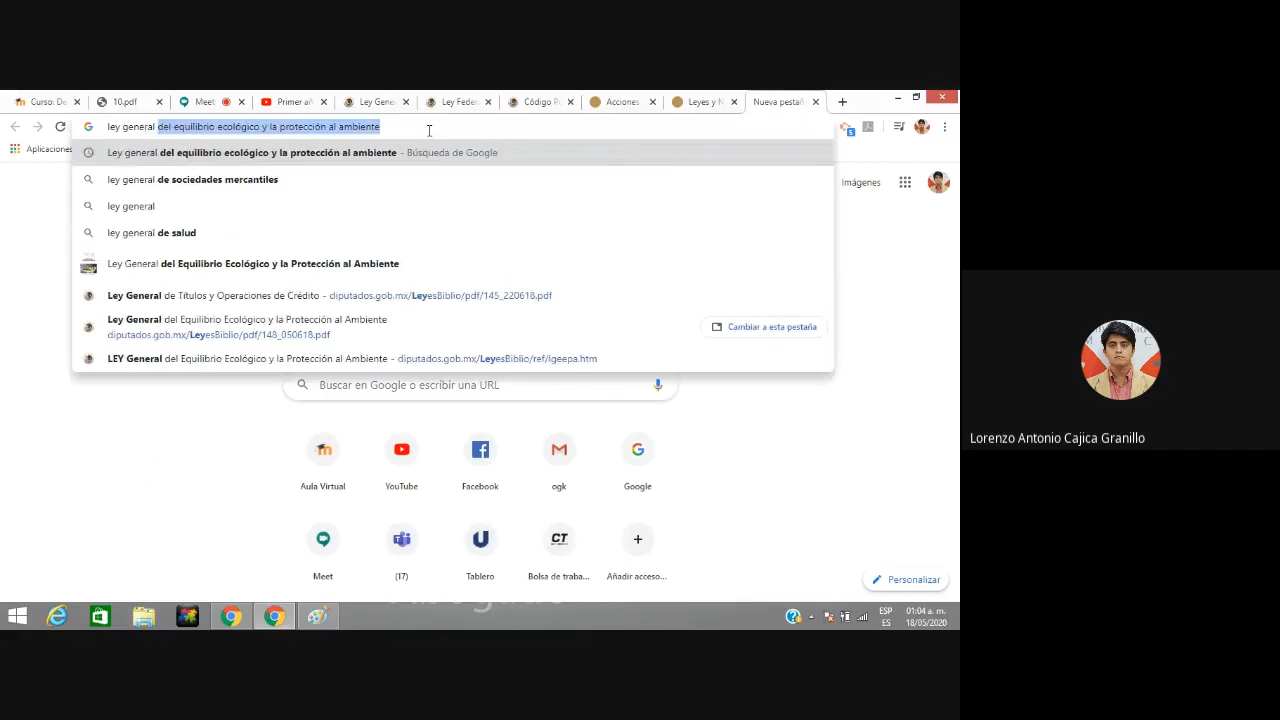 Curso: De
10.pdf
Meet:
Primer añ
Ley Gene
Ley Feder
Código P
Acciones
Leyes y N
Nueva pestañ
ley general del equilibrio ecológico y la protección al ambiente
5
Aplicaciones
Ley general del equilibrio ecológico y la protección al ambiente - Búsqueda de Google
ley general de sociedades mercantiles
Imágenes
ley general
ley general de salud
Ley General del Equilibrio Ecológico y la Protección al Ambiente
Ley General de Títulos y Operaciones de Crédito - diputados.gob.mx/LeyesBiblio/pdf/145_220618.pdf
Ley General del Equilibrio Ecológico y la Protección al Ambiente
diputados.gob.mx/LeyesBiblio/pdf/148_050618.pdf
Cambiar a esta pestaña
LEY General del Equilibrio Ecológico y la Protección al Ambiente - diputados.gob.mx/LeyesBiblio/ref/lgeepa.htm
Buscar en Google o escribir una URL
Aula Virtual
YouTube
Facebook
ogk
Google
CT
Meet
(17)
Tablero
Bolsa de traba...
Añadir acceso...
Personalizar
ESP
ES
01:04 a. m.
18/05/2020
Lorenzo Antonio Cajica Granillo